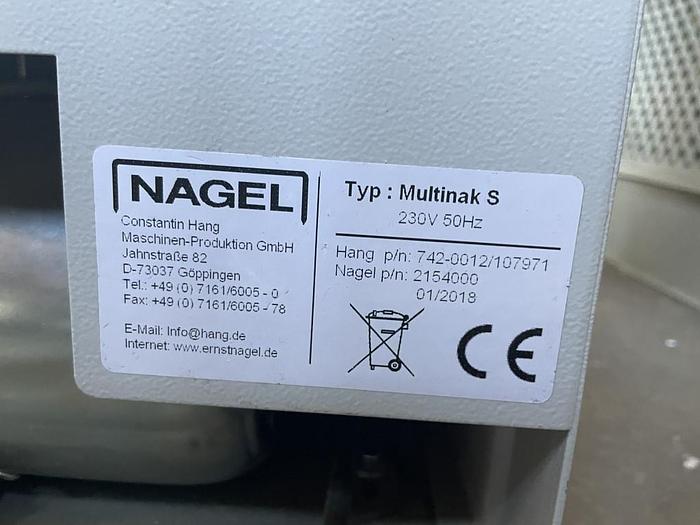 NAGEL
Constantin Hang
Maschinen-Produktion GmbH
Jahnstraße 82
D-73037 Göppingen
Tel.: +49 (0) 7161/6005 - 0
Fax: +49 (0) 7161/6005 - 78
E-Mail: Info@hang.de
Internet: www.ernstnagel.de
Typ : Multinak S
230V 50Hz
Hang p/n: 742-0012/107971
Nagel p/n: 2154000
01/2018
CE